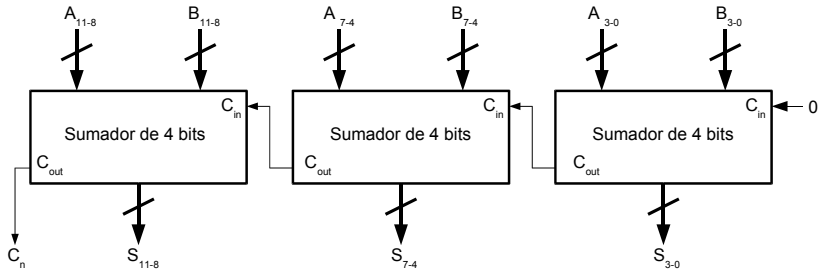 A11-8 B11-8 A7-4 B7-4 A3-0 B3-0
Cin Cin Cin 0
Sumador de 4 bits Sumador de 4 bits Sumador de 4 bits
Cout Cout Cout
Cn S11-8 S7-4 S3-0